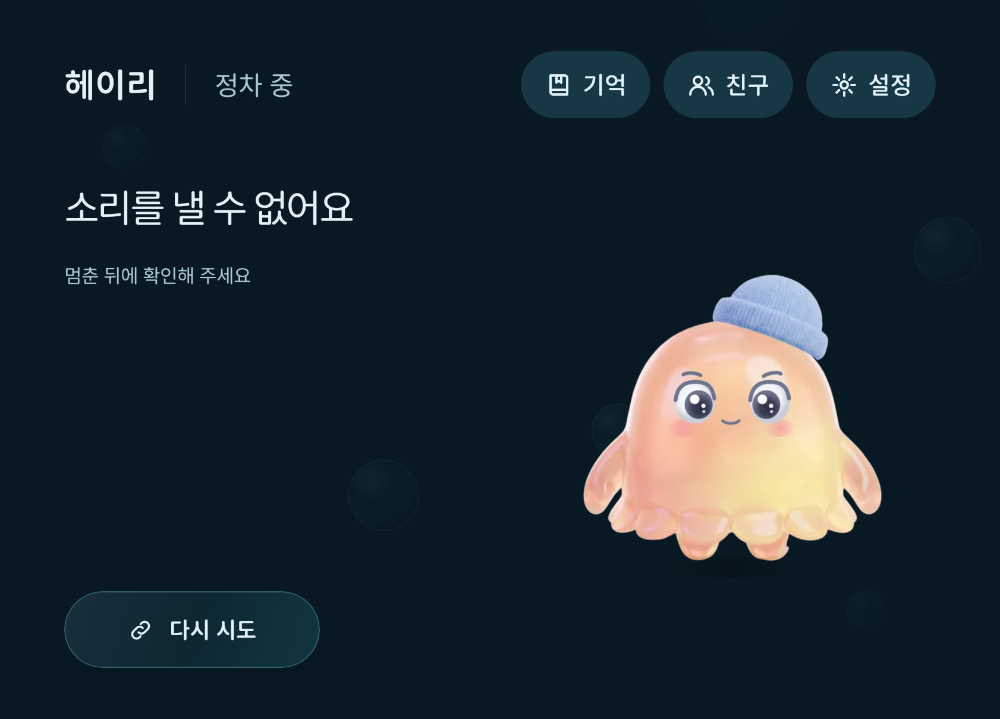 헤이리
정차 중
기억
친구
설정
소리를 낼 수 없어요
멈춘 뒤에 확인해 주세요
다시 시도